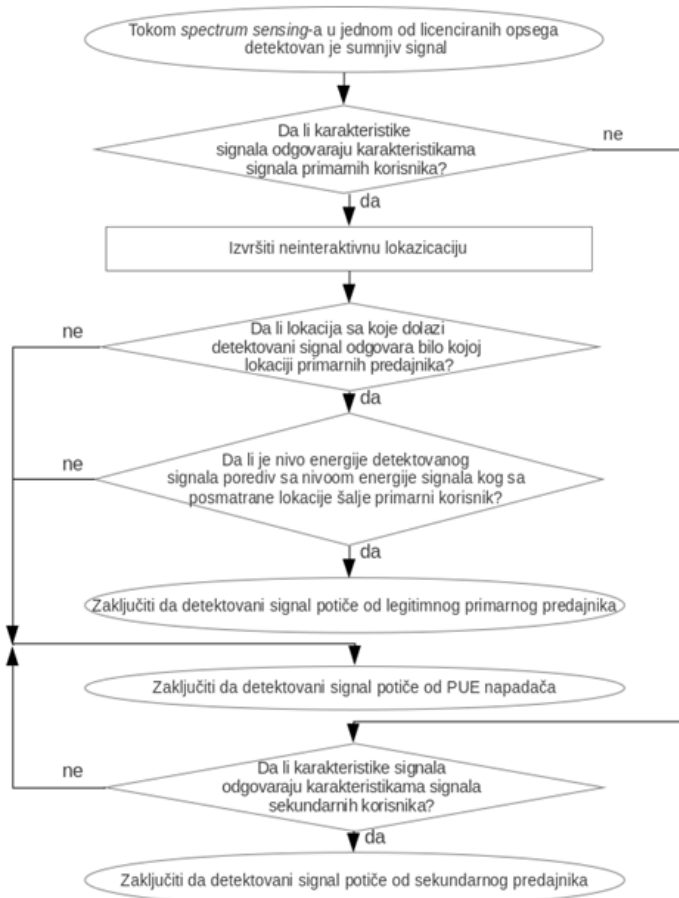 Tokom spectrum sensing-a u jednom od licenciranih opsega
detektovan je sumnjiv signal
Da li karakteristike
signala odgovaraju karakteristikama
signala primarnih korisnika?
ne
da
Izvršiti neinteraktivnu lokazicaciju
ne
Da li lokacija sa koje dolazi
detektovani signal odgovara bilo kojoj
lokaciji primarnih predajnika?
da
ne
Da li je nivo energije detektovanog
signala porediv sa nivoom energije signala kog sa
posmatrane lokacije šalje primarni korisnik?
da
Zaključiti da detektovani signal potiče od legitimnog primarnog predajnika
Zaključiti da detektovani signal potiče od PUE napadača
ne
Da li karakteristike signala
odgovaraju karakteristikama signala
sekundarnih korisnika?
da
Zaključiti da detektovani signal potiče od sekundarnog predajnika